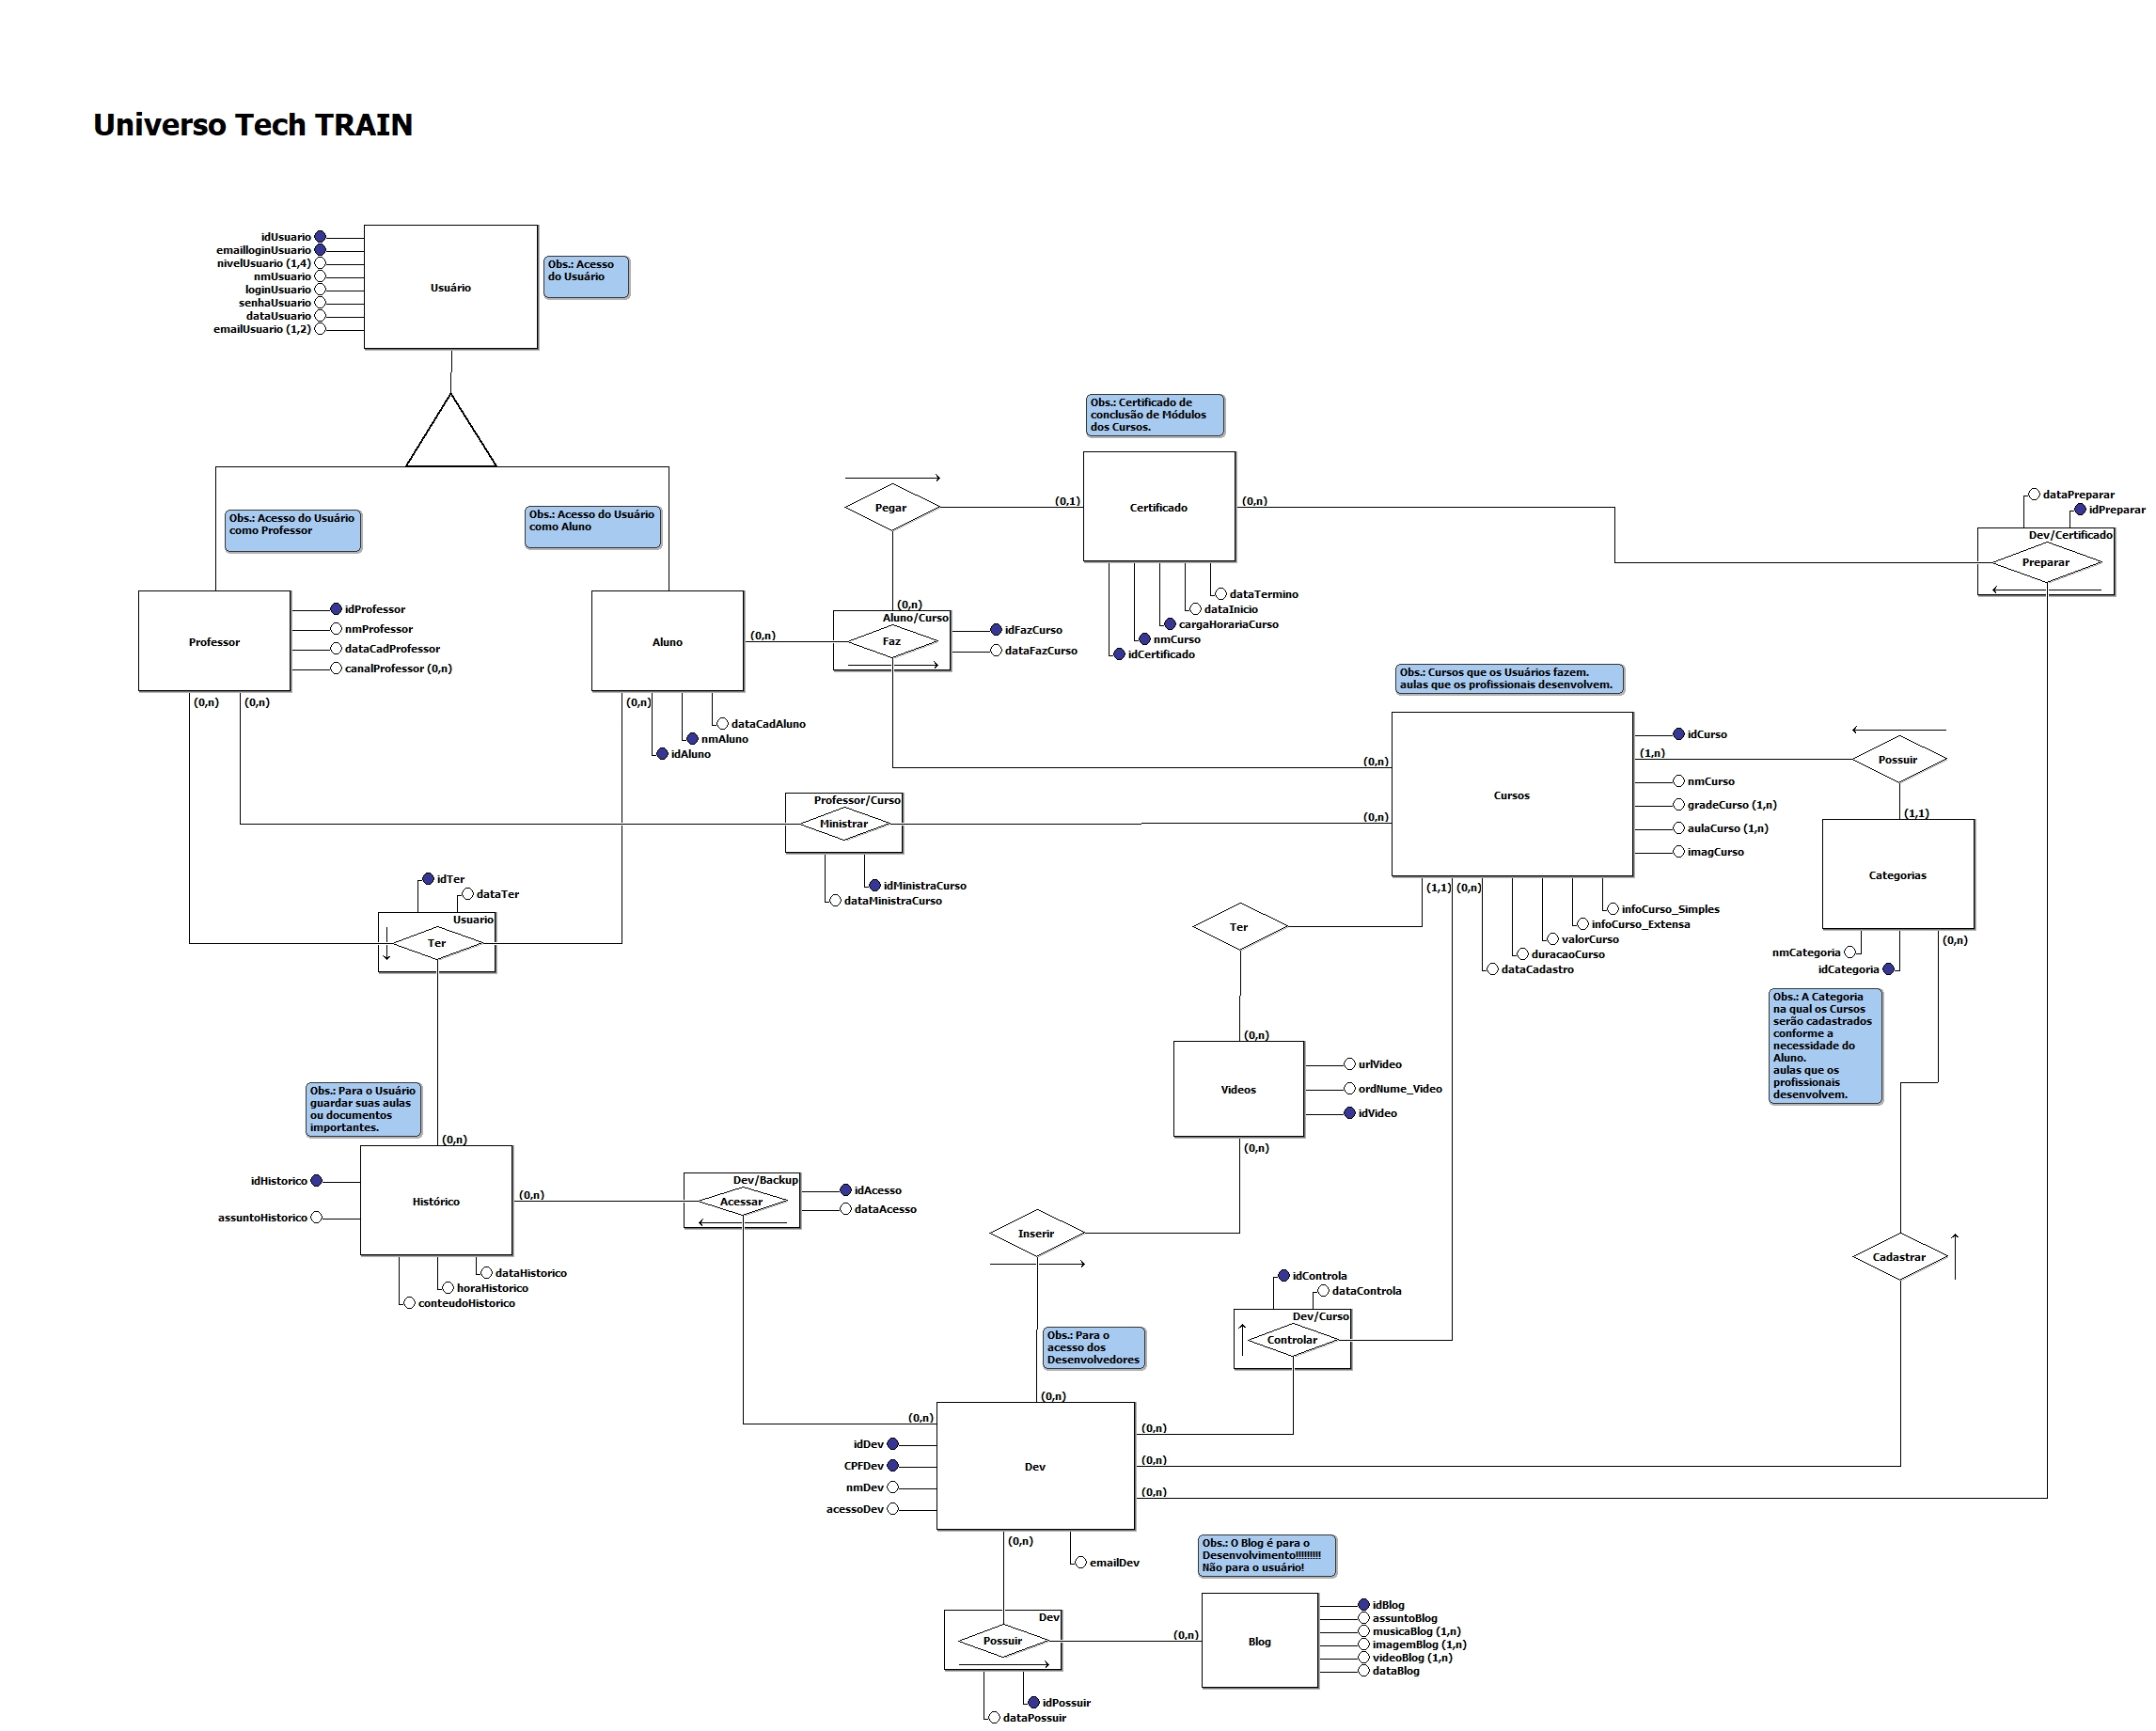 Universo Tech TRAIN
idUsuario
emailloginUsuario
nivelUsuario (1,4)
nmUsuario
loginUsuario
senhaUsuario
dataUsuario
emailUsuario (1,2)
Usuário
Obs.: Acesso
do Usuário
Obs.: Acesso do Usuário
como Professor
Obs.: Acesso do Usuário
como Aluno
Professor
idProfessor
nmProfessor
dataCadProfessor
canalProfessor (0,n)
(0,n)
(0,n)
Aluno
(0,n)
(0,n)
dataCadAluno
nmAluno
idAluno
Pegar
(0,1)
(0,n)
Aluno/Curso
Faz
idFazCurso
dataFazCurso
Obs.: Certificado de
conclusão de Módulos
dos Cursos.
Certificado
(0,n)
dataTermino
dataInicio
cargaHorariaCurso
nmCurso
idCertificado
dataPreparar
idPreparar
Dev/Certificado
Preparar
Obs.: Cursos que os Usuários fazem.
aulas que os profissionais desenvolvem.
Cursos
(0,n)
(0,n)
idCurso
(1,n)
nmCurso
gradeCurso (1,n)
aulaCurso (1,n)
imagCurso
(1,1)
(0,n)
infoCurso_Simples
infoCurso_Extensa
valorCurso
duracaoCurso
dataCadastro
Possuir
(1,1)
Categorias
nmCategoria
idCategoria
(0,n)
Obs.: A Categoria
na qual os Cursos
serão cadastrados
conforme a
necessidade do
Aluno.
aulas que os
profissionais
desenvolvem.
Professor/Curso
Ministrar
idMinistraCurso
dataMinistraCurso
idTer
dataTer
Usuario
Ter
Ter
(0,n)
Videos
urlVideo
ordNume_Video
idVideo
(0,n)
Obs.: Para o Usuário
guardar suas aulas
ou documentos
importantes.
(0,n)
Histórico
idHistorico
assuntoHistorico
(0,n)
dataHistorico
horaHistorico
conteudoHistorico
Dev/Backup
Acessar
idAcesso
dataAcesso
Inserir
idControla
dataControla
Dev/Curso
Controlar
Cadastrar
Obs.: Para o
acesso dos
Desenvolvedores
(0,n)
(0,n)
(0,n)
(0,n)
(0,n)
Dev
idDev
CPFDev
nmDev
acessoDev
(0,n)
emailDev
Obs.: O Blog é para o
Desenvolvimento!!!!!!!!!
Não para o usuário!
Dev
Possuir
(0,n)
idPossuir
dataPossuir
Blog
idBlog
assuntoBlog
musicaBlog (1,n)
imagemBlog (1,n)
videoBlog (1,n)
dataBlog